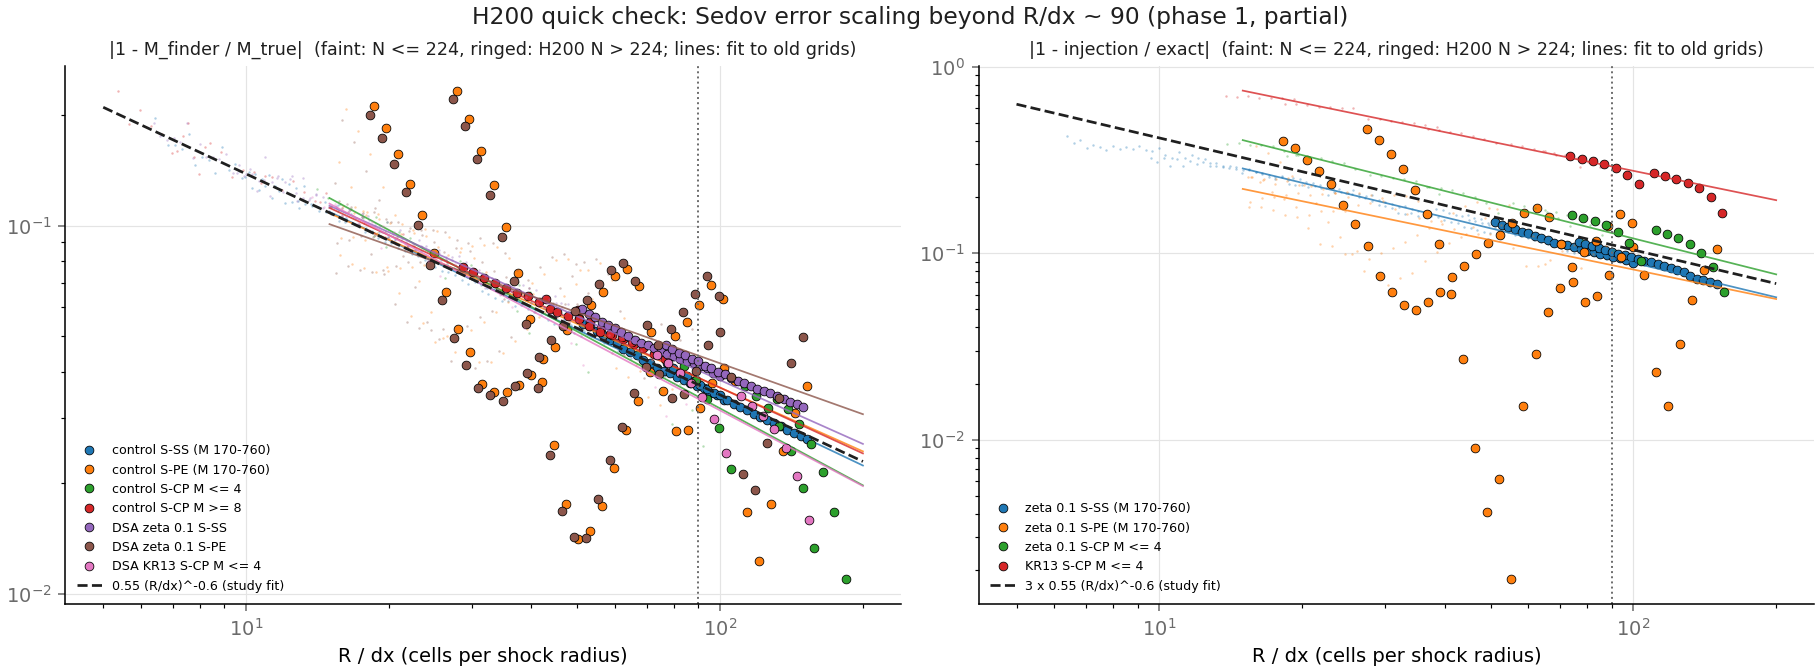 H200 quick check: Sedov error scaling beyond R/dx ~ 90 (phase 1, partial)
|1 - M_finder / M_true|  (faint: N <= 224, ringed: H200 N > 224; lines: fit to old grids)
10^-1
10^-2
control S-SS (M 170-760)
control S-PE (M 170-760)
control S-CP M <= 4
control S-CP M >= 8
DSA zeta 0.1 S-SS
DSA zeta 0.1 S-PE
DSA KR13 S-CP M <= 4
0.55 (R/dx)^-0.6 (study fit)
10^1
10^2
R / dx (cells per shock radius)
|1 - injection / exact|  (faint: N <= 224, ringed: H200 N > 224; lines: fit to old grids)
10^0
10^-1
10^-2
zeta 0.1 S-SS (M 170-760)
zeta 0.1 S-PE (M 170-760)
zeta 0.1 S-CP M <= 4
KR13 S-CP M <= 4
3 x 0.55 (R/dx)^-0.6 (study fit)
10^1
10^2
R / dx (cells per shock radius)